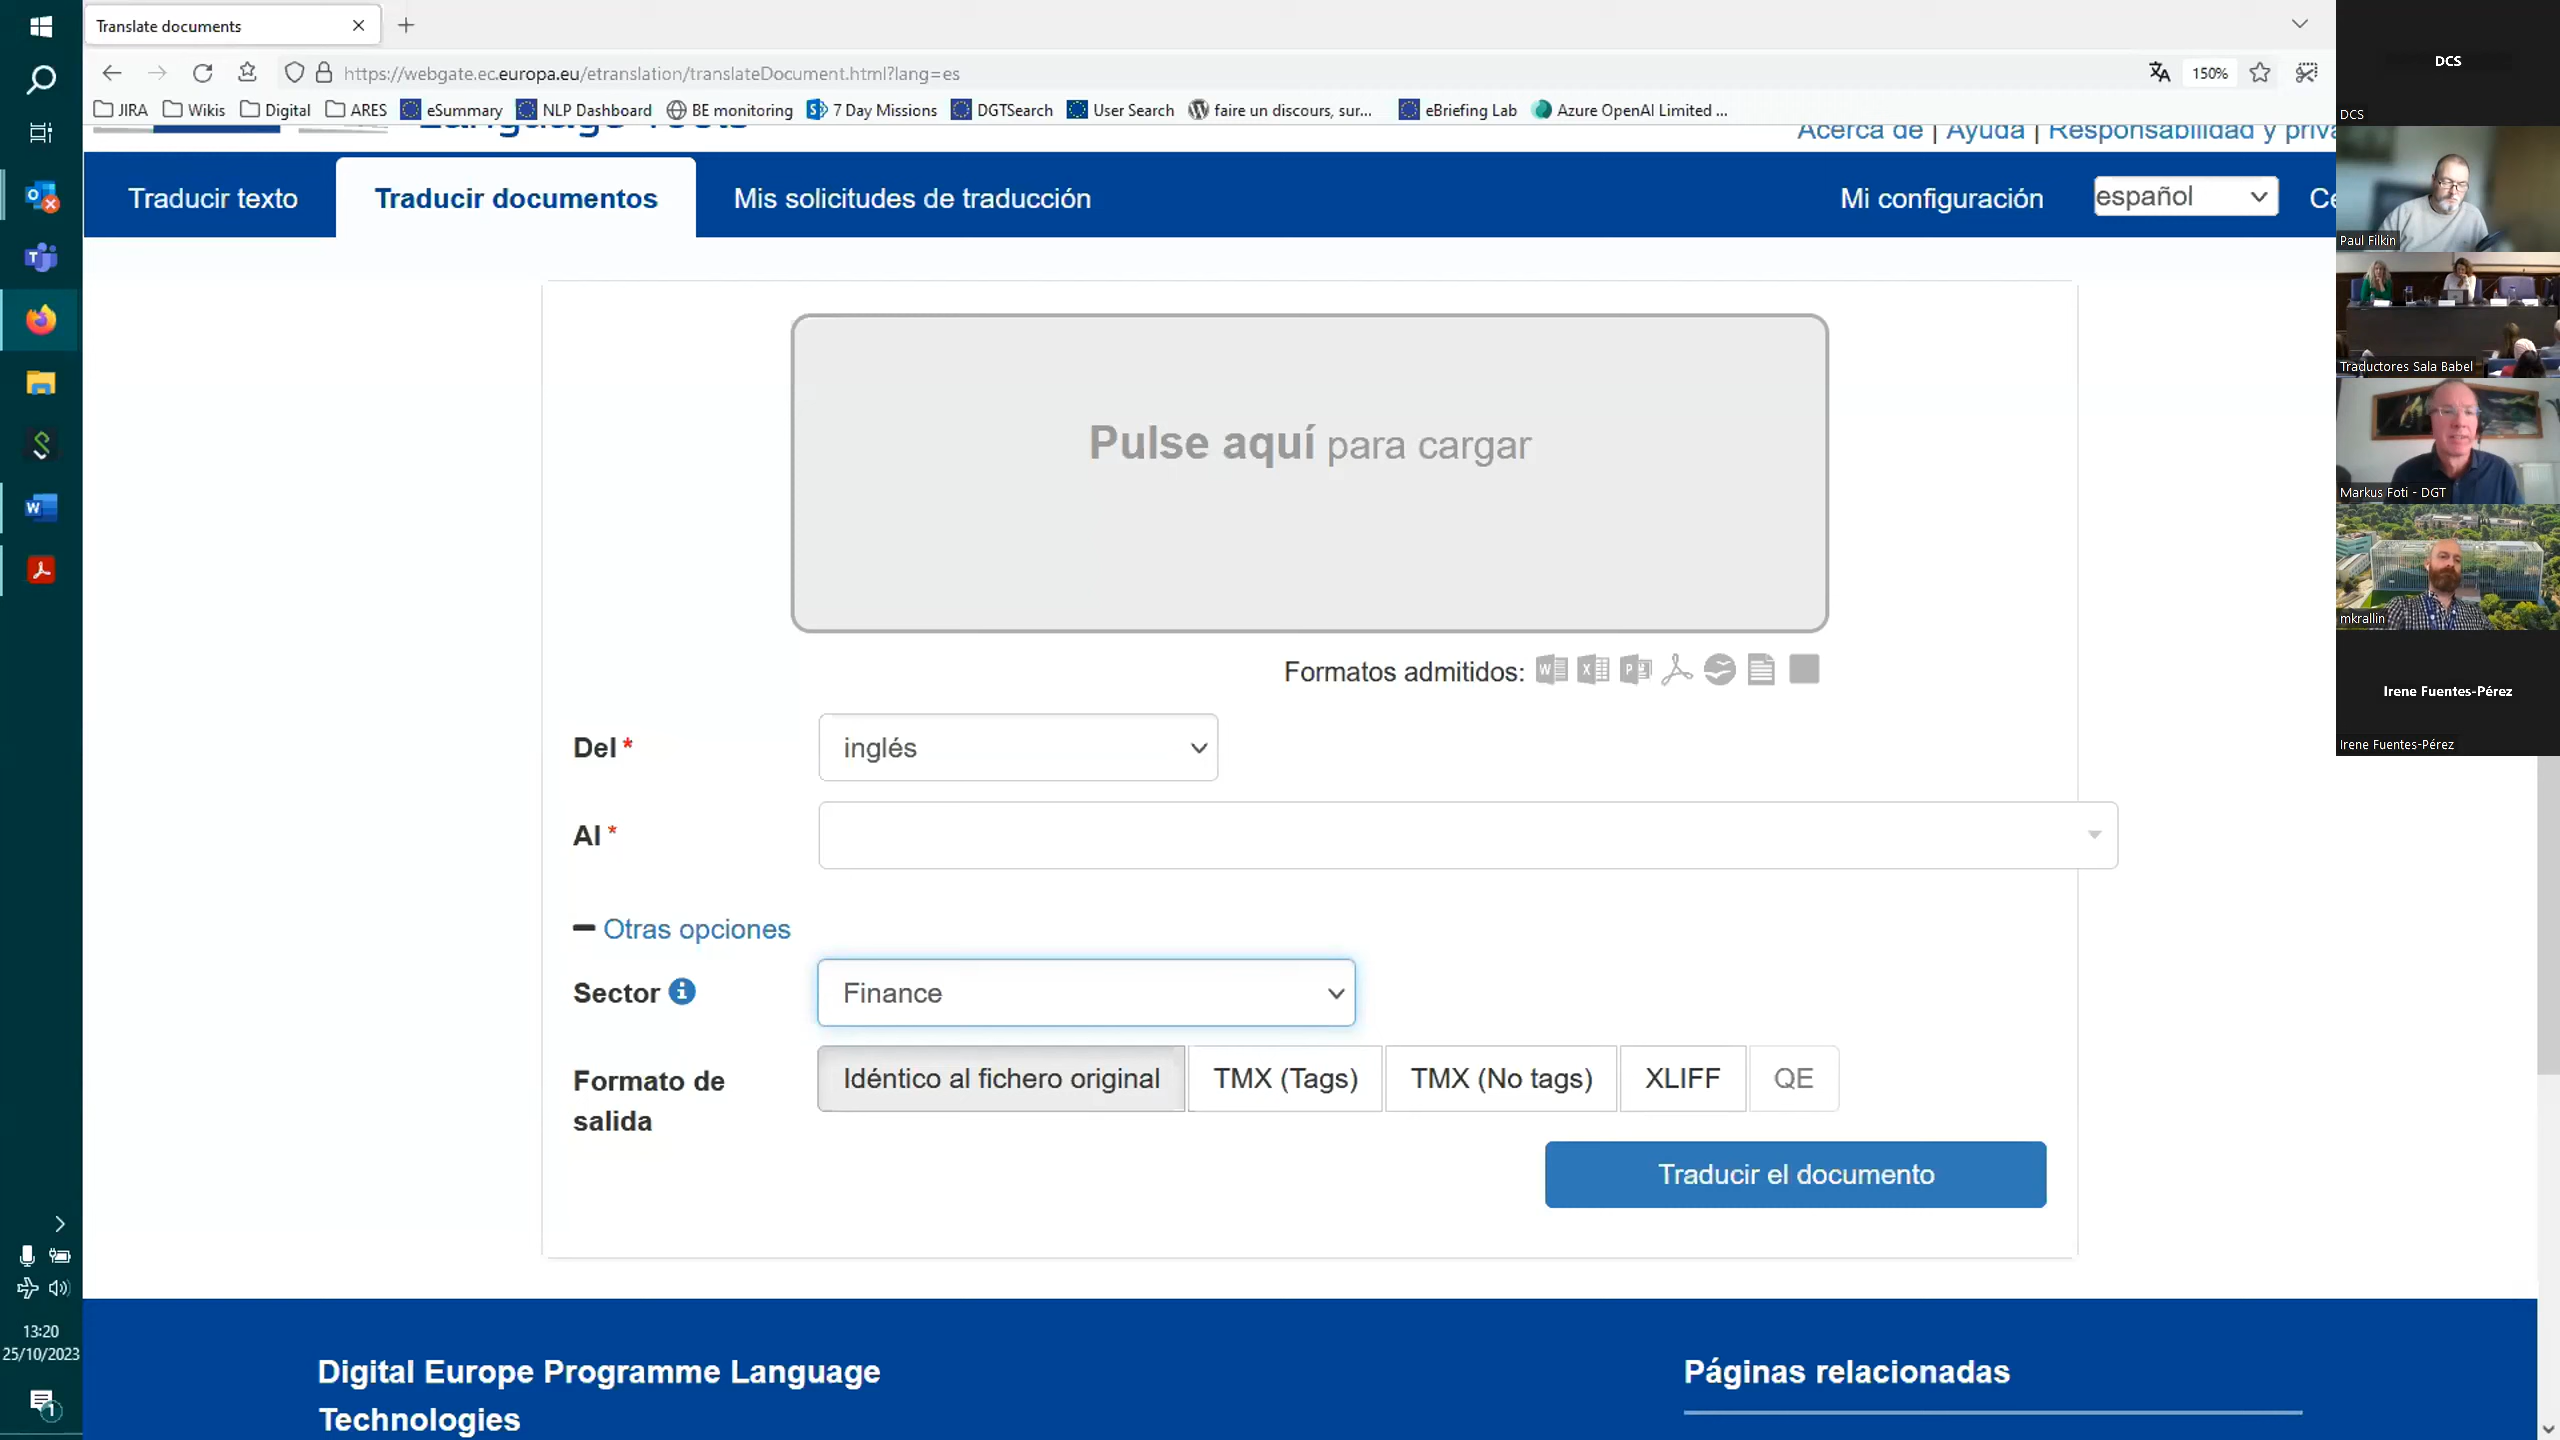 Translate documents
https://webgate.ec.europa.eu/etranslation/translateDocument.html?lang=es
150%
JIRA Wikis Digital ARES eSummary NLP Dashboard BE monitoring 7 Day Missions DGTSearch User Search faire un discours, sur... eBriefing Lab Azure OpenAI Limited ...
Language Tools
Acerca de | Ayuda | Responsabilidad y priva
Traducir texto
Traducir documentos
Mis solicitudes de traducción
Mi configuración
español
Ce
Pulse aquí para cargar
Formatos admitidos:
Del *
inglés
Al *
Otras opciones
Sector
Finance
Formato de
salida
Idéntico al fichero original
TMX (Tags)
TMX (No tags)
XLIFF
QE
Traducir el documento
Digital Europe Programme Language
Technologies
Páginas relacionadas
13:20
25/10/2023
1
DCS
DCS
Paul Filkin
Traductores Sala Babel
Markus Foti - DGT
mkrallin
Irene Fuentes-Pérez
Irene Fuentes-Pérez